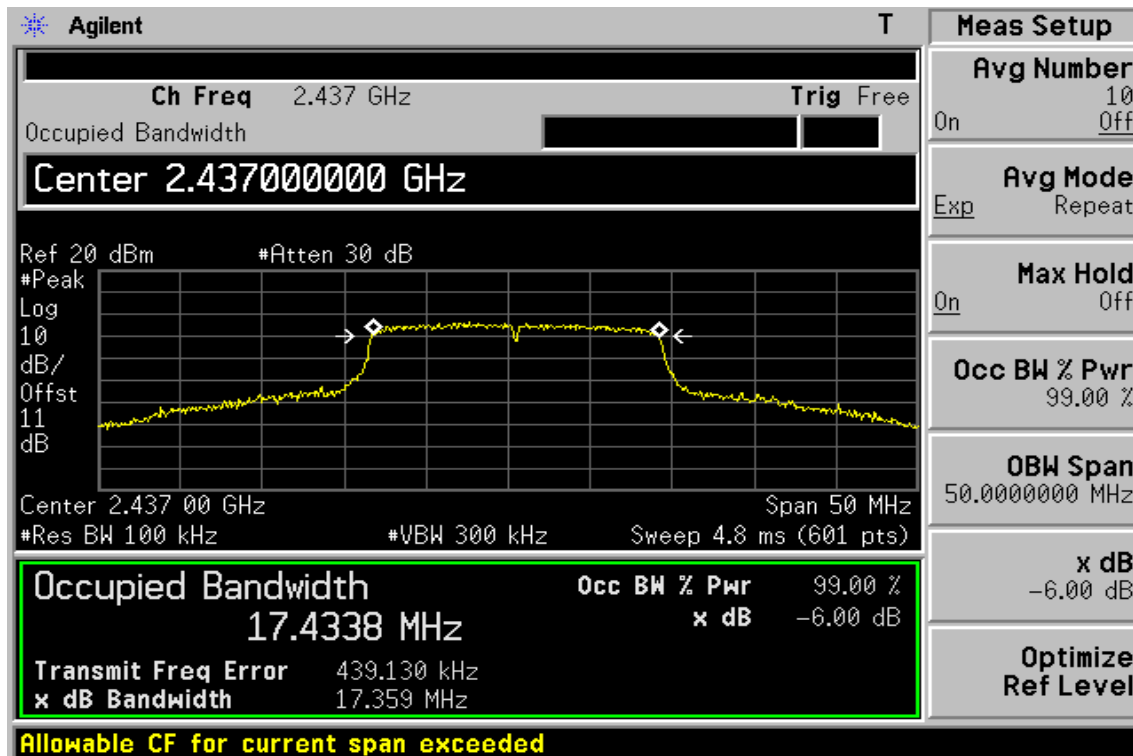 Agilent T Meas Setup
Ch Freq 2.437 GHz Trig Free
Occupied Bandwidth
Center 2.437000000 GHz
Ref 20 dBm #Atten 30 dB
#Peak
Log
10
dB/
Offst
11
dB
Center 2.437 00 GHz Span 50 MHz
#Res BW 100 kHz #VBW 300 kHz Sweep 4.8 ms (601 pts)
Occupied Bandwidth Occ BW % Pwr 99.00 %
17.4338 MHz x dB -6.00 dB
Transmit Freq Error 439.130 kHz
x dB Bandwidth 17.359 MHz
Allowable CF for current span exceeded
Avg Number
10
On Off
Avg Mode
Exp Repeat
Max Hold
On Off
Occ BW % Pwr
99.00 %
OBW Span
50.0000000 MHz
x dB
-6.00 dB
Optimize
Ref Level